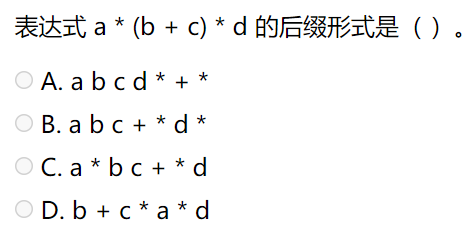 表达式 a * (b + c) * d 的后缀形式是（ ）。
A. a b c d * + *
B. a b c + * d *
C. a * b c + * d
D. b + c * a * d